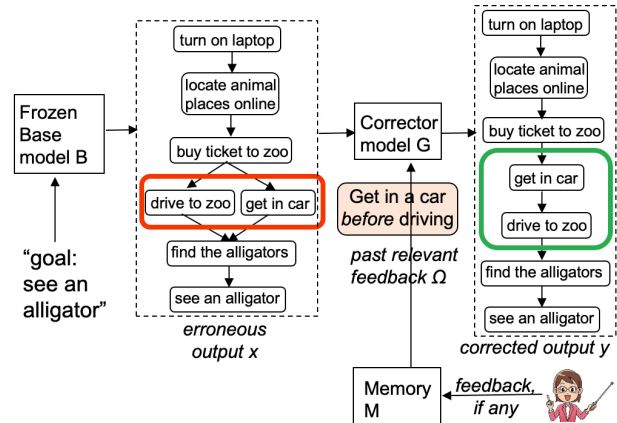 Frozen
Base
model B
"goal:
see an
alligator"
turn on laptop
locate animal
places online
buy ticket to zoo
drive to zoo
get in car
find the alligators
see an alligator
erroneous
output x
Corrector
model G
Get in a car
before driving
past relevant
feedback Ω
Memory
M
feedback,
if any
turn on laptop
locate animal
places online
buy ticket to zoo
get in car
drive to zoo
find the alligators
see an alligator
corrected output y